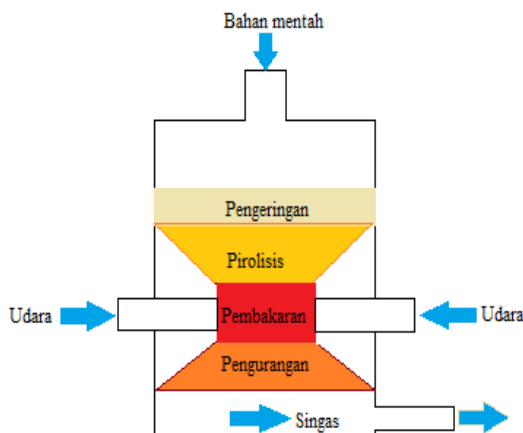 Bahan mentah
Pengeringan
Pirolisis
Udara
Pembakaran
Udara
Pengurangan
Singas